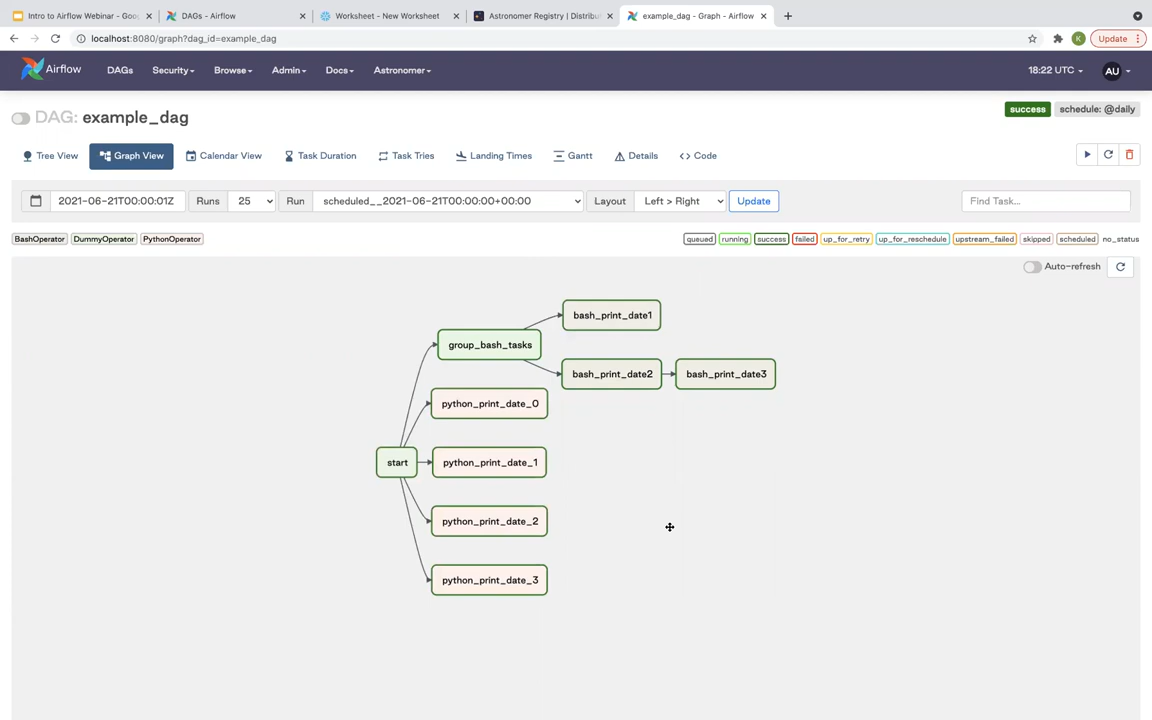 Intro to Airflow Webinar - Goo
DAGs - Airflow
Worksheet - New Worksheet
Astronomer Registry | Distribut
example_dag - Graph - Airflow
localhost:8080/graph?dag_id=example_dag
K
Update
Airflow
DAGs
Security
Browse
Admin
Docs
Astronomer
18:22 UTC
AU
DAG: example_dag
success
schedule: @daily
Tree View
Graph View
Calendar View
Task Duration
Task Tries
Landing Times
Gantt
Details
<> Code
2021-06-21T00:00:01Z
Runs
25
Run
scheduled__2021-06-21T00:00:00+00:00
Layout
Left > Right
Update
Find Task...
BashOperator
DummyOperator
PythonOperator
queued
running
success
failed
up_for_retry
up_for_reschedule
upstream_failed
skipped
scheduled
no_status
Auto-refresh
bash_print_date1
group_bash_tasks
bash_print_date2
bash_print_date3
python_print_date_0
start
python_print_date_1
python_print_date_2
python_print_date_3